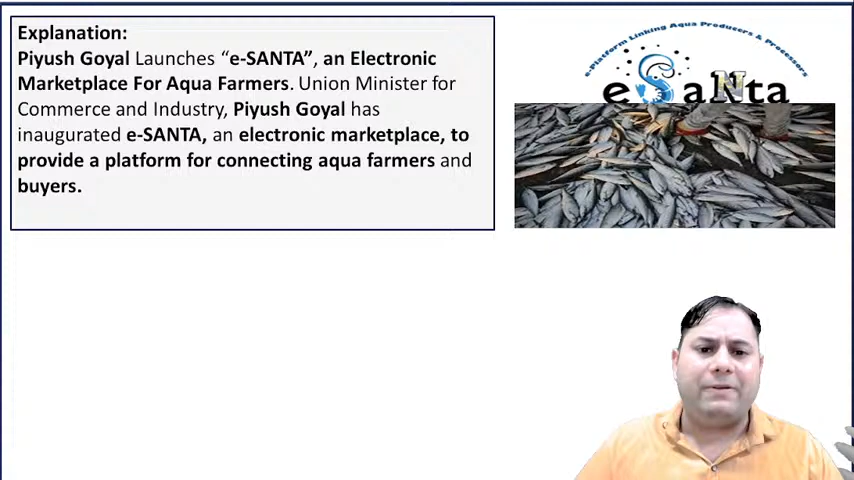 Explanation:
Piyush Goyal Launches “e-SANTA”, an Electronic
Marketplace For Aqua Farmers. Union Minister for
Commerce and Industry, Piyush Goyal has
inaugurated e-SANTA, an electronic marketplace, to
provide a platform for connecting aqua farmers and
buyers.
e-Platform Linking Aqua Producers & Processors
eSaNta